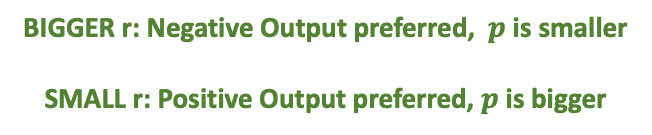 BIGGER r: Negative Output preferred, p is smaller
SMALL r: Positive Output preferred, p is bigger